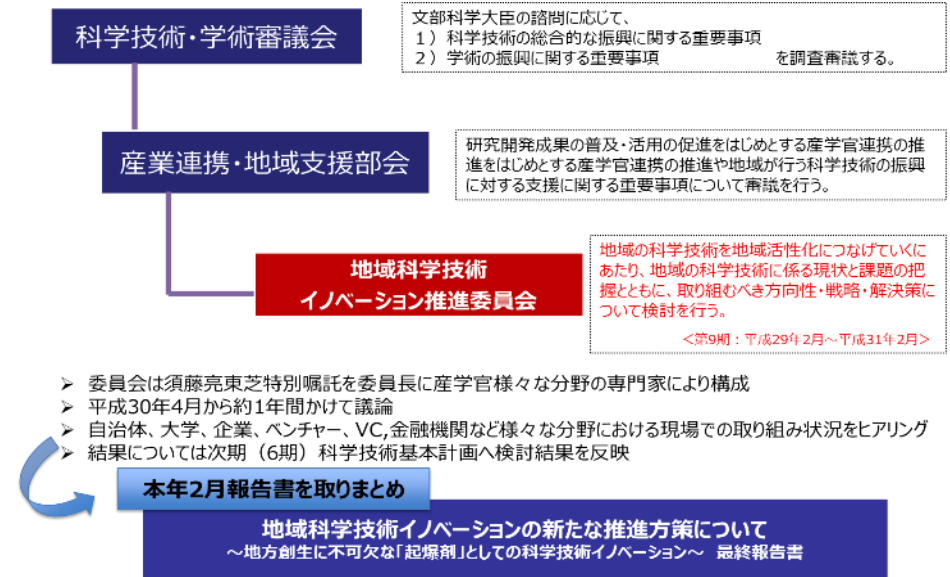 科学技術・学術審議会
文部科学大臣の諮問に応じて、
1）科学技術の総合的な振興に関する重要事項
2）学術の振興に関する重要事項　　　　　　　を調査審議する。
産業連携・地域支援部会
研究開発成果の普及・活用の促進をはじめとする産学官連携の推
進をはじめとする産学官連携の推進や地域が行う科学技術の振興
に対する支援に関する重要事項について審議を行う。
地域科学技術
イノベーション推進委員会
地域の科学技術を地域活性化につなげていくに
あたり、地域の科学技術に係る現状と課題の把
握とともに、取り組むべき方向性・戦略・解決策に
ついて検討を行う。
＜第9期：平成29年2月～平成31年2月＞
➢ 委員会は須藤亮東芝特別嘱託を委員長に産学官様々な分野の専門家により構成
➢ 平成30年4月から約1年間かけて議論
➢ 自治体、大学、企業、ベンチャー、VC,金融機関など様々な分野における現場での取り組み状況をヒアリング
➢ 結果については次期（6期）科学技術基本計画へ検討結果を反映
本年2月報告書を取りまとめ
地域科学技術イノベーションの新たな推進方策について
～地方創生に不可欠な「起爆剤」としての科学技術イノベーション～ 最終報告書